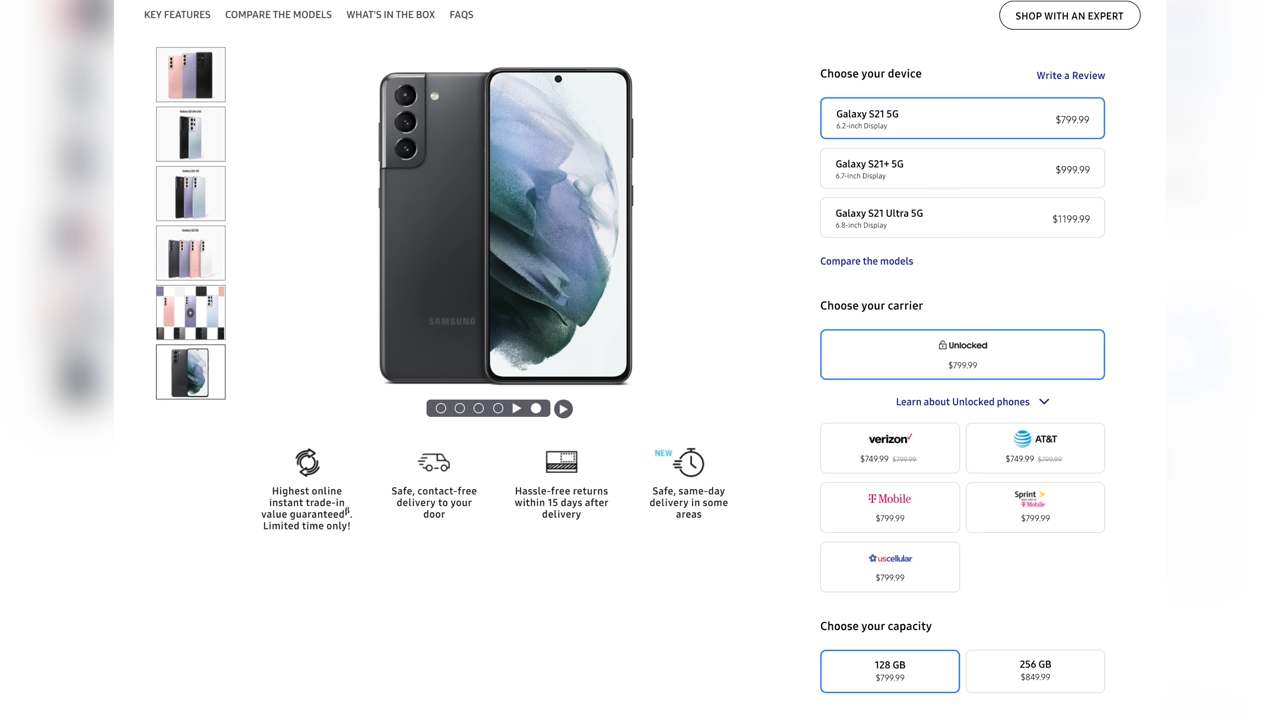 KEY FEATURES COMPARE THE MODELS WHAT'S IN THE BOX FAQS
SHOP WITH AN EXPERT
SAMSUNG
Highest online
instant trade-in
value guaranteedβ.
Limited time only!
Safe, contact-free
delivery to your
door
Hassle-free returns
within 15 days after
delivery
NEW
Safe, same-day
delivery in some
areas
Choose your device
Write a Review
Galaxy S21 5G
6.2-inch Display
$799.99
Galaxy S21+ 5G
6.7-inch Display
$999.99
Galaxy S21 Ultra 5G
6.8-inch Display
$1199.99
Compare the models
Choose your carrier
Unlocked
$799.99
Learn about Unlocked phones
verizon
$749.99 $799.99
AT&T
$749.99 $799.99
T Mobile
$799.99
Sprint
T Mobile
$799.99
uscellular
$799.99
Choose your capacity
128 GB
$799.99
256 GB
$849.99